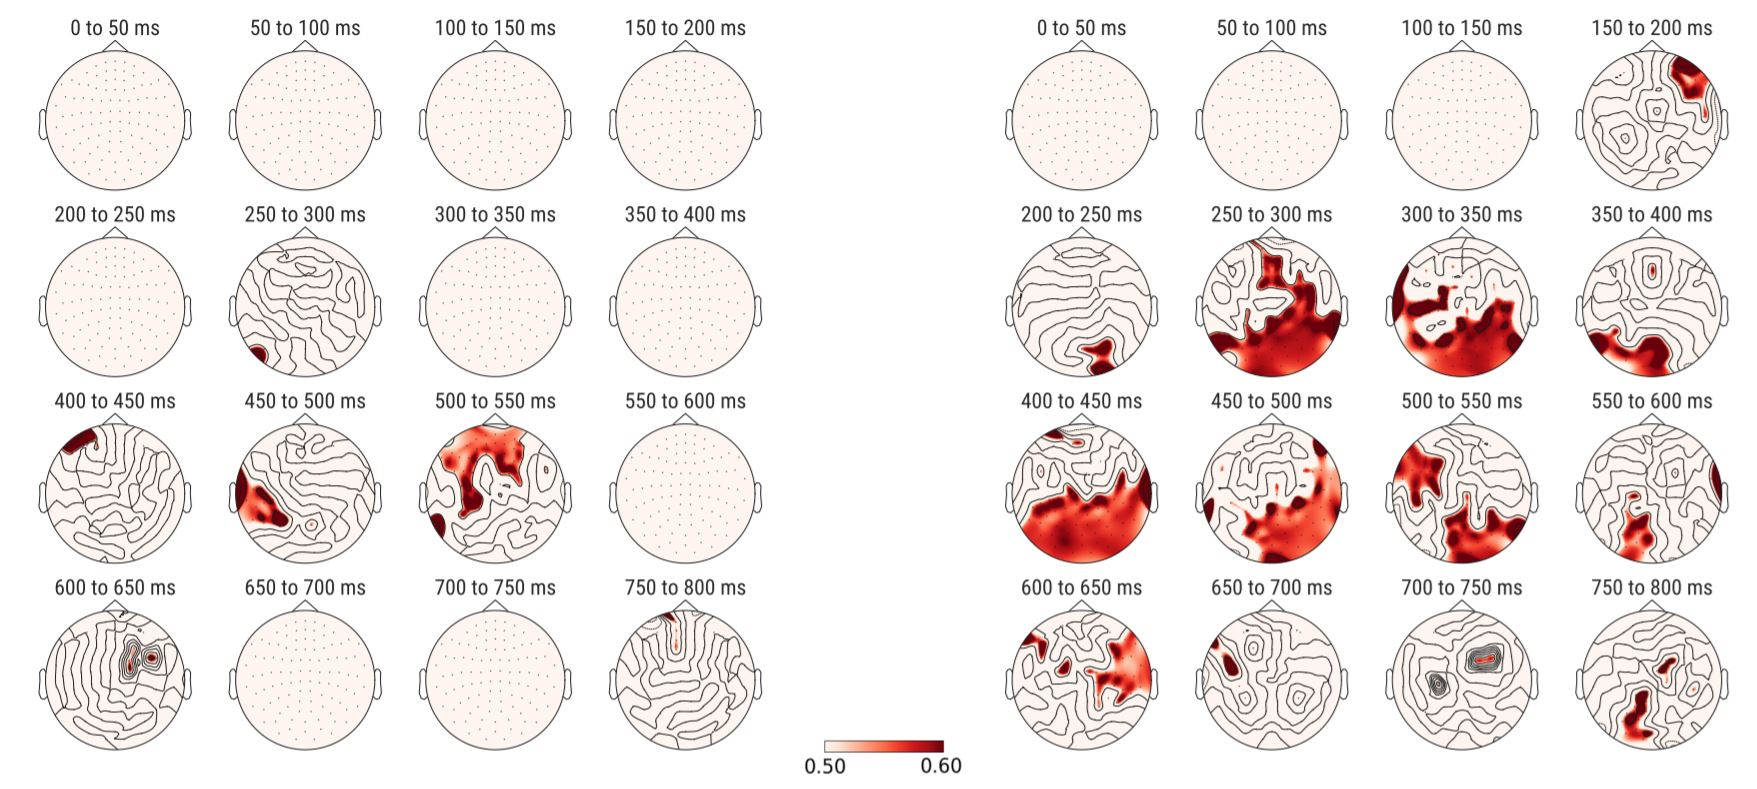 0 to 50 ms 50 to 100 ms 100 to 150 ms 150 to 200 ms
200 to 250 ms 250 to 300 ms 300 to 350 ms 350 to 400 ms
400 to 450 ms 450 to 500 ms 500 to 550 ms 550 to 600 ms
600 to 650 ms 650 to 700 ms 700 to 750 ms 750 to 800 ms
0 to 50 ms 50 to 100 ms 100 to 150 ms 150 to 200 ms
200 to 250 ms 250 to 300 ms 300 to 350 ms 350 to 400 ms
400 to 450 ms 450 to 500 ms 500 to 550 ms 550 to 600 ms
600 to 650 ms 650 to 700 ms 700 to 750 ms 750 to 800 ms
0.50 0.60